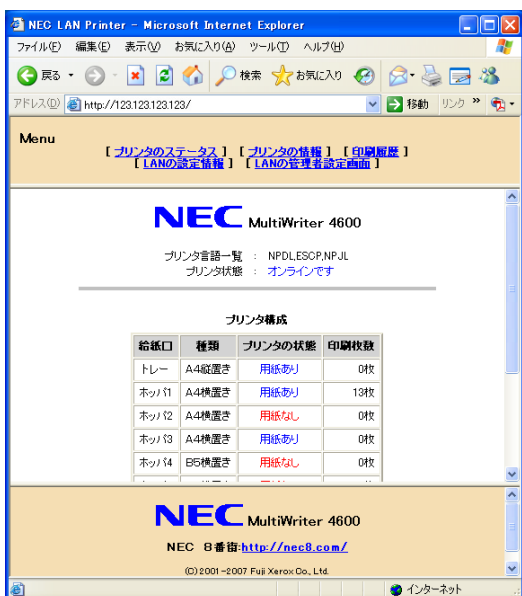 NEC LAN Printer - Microsoft Internet Explorer
ファイル(F) 編集(E) 表示(V) お気に入り(A) ツール(T) ヘルプ(H)
戻る 検索 お気に入り
アドレス(D) http://123.123.123.123/ 移動 リンク »
Menu
[ プリンタのステータス ] [ プリンタの情報 ] [ 印刷履歴 ]
[ LANの設定情報 ] [ LANの管理者設定画面 ]
NEC MultiWriter 4600
プリンタ言語一覧 : NPDL,ESCP,NPJL
プリンタ状態 : オンラインです
プリンタ構成
給紙口 種類 プリンタの状態 印刷枚数
トレー A4縦置き 用紙あり 0枚
ホッパ1 A4横置き 用紙あり 13枚
ホッパ2 A4横置き 用紙なし 0枚
ホッパ3 A4横置き 用紙あり 0枚
ホッパ4 B5横置き 用紙なし 0枚
NEC MultiWriter 4600
NEC 8番街:http://nec8.com/
(C) 2001-2007 Fuji Xerox Co., Ltd.
インターネット